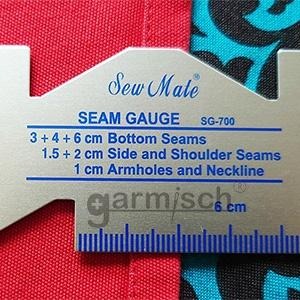 Sew Mate®
SEAM GAUGE SG-700
3 + 4 + 6 cm Bottom Seams
1.5 + 2 cm Side and Shoulder Seams
1 cm Armholes and Neckline
garmisch®
6 cm